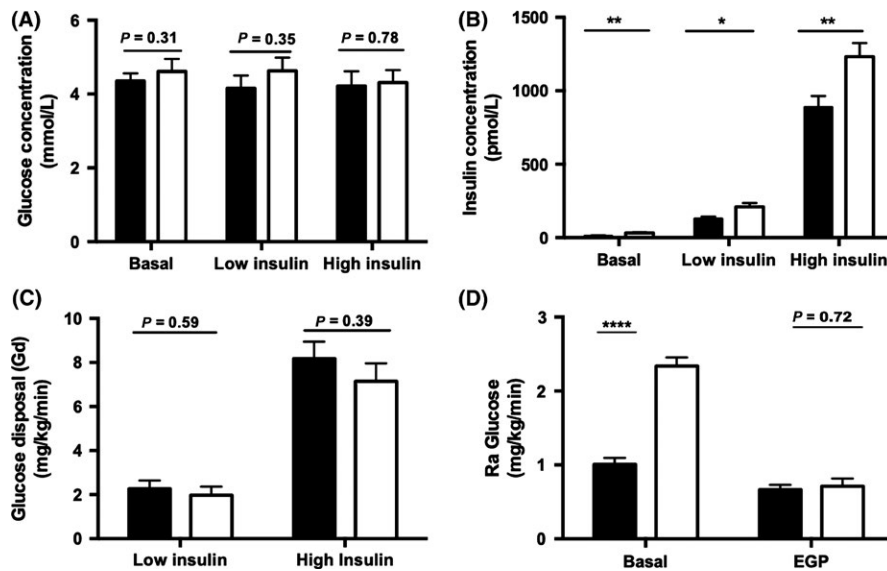 (A)
P = 0.31
P = 0.35
P = 0.78
Glucose concentration
(mmol/L)
6
4
2
0
Basal
Low insulin
High insulin
(B)
**
*
**
Insulin concentration
(pmol/L)
1500
1000
500
0
Basal
Low insulin
High insulin
(C)
P = 0.59
P = 0.39
Glucose disposal (Gd)
(mg/kg/min)
10
8
6
4
2
0
Low insulin
High Insulin
(D)
****
P = 0.72
Ra Glucose
(mg/kg/min)
3
2
1
0
Basal
EGP